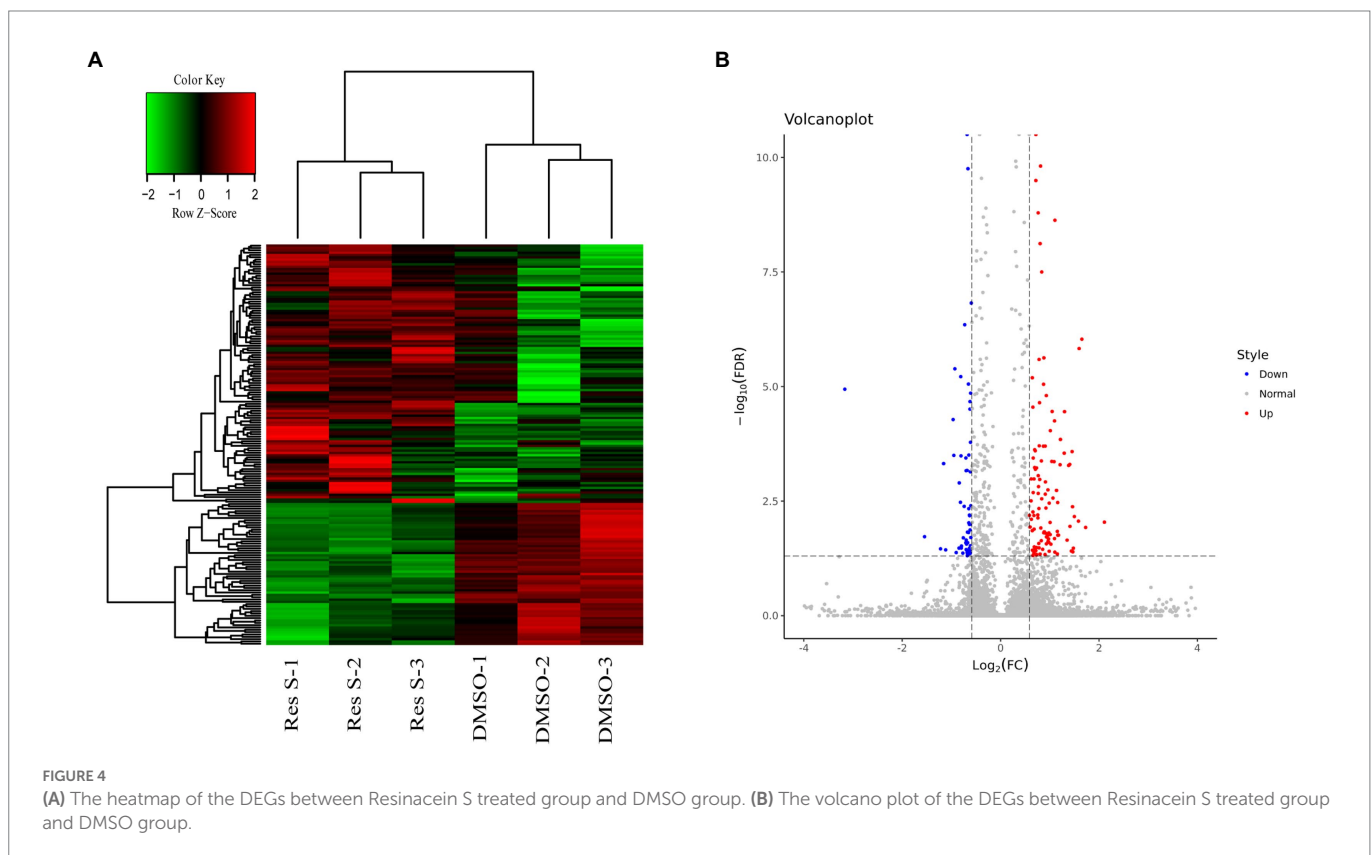 A
Color Key
−2 −1 0 1 2
Row Z−Score
Res S-1
Res S-2
Res S-3
DMSO-1
DMSO-2
DMSO-3
B
Volcanoplot
10.0
7.5
5.0
2.5
0.0
−log10(FDR)
-4 -2 0 2 4
Log2(FC)
Style
Down
Normal
Up
FIGURE 4
(A) The heatmap of the DEGs between Resinacein S treated group and DMSO group. (B) The volcano plot of the DEGs between Resinacein S treated group
and DMSO group.